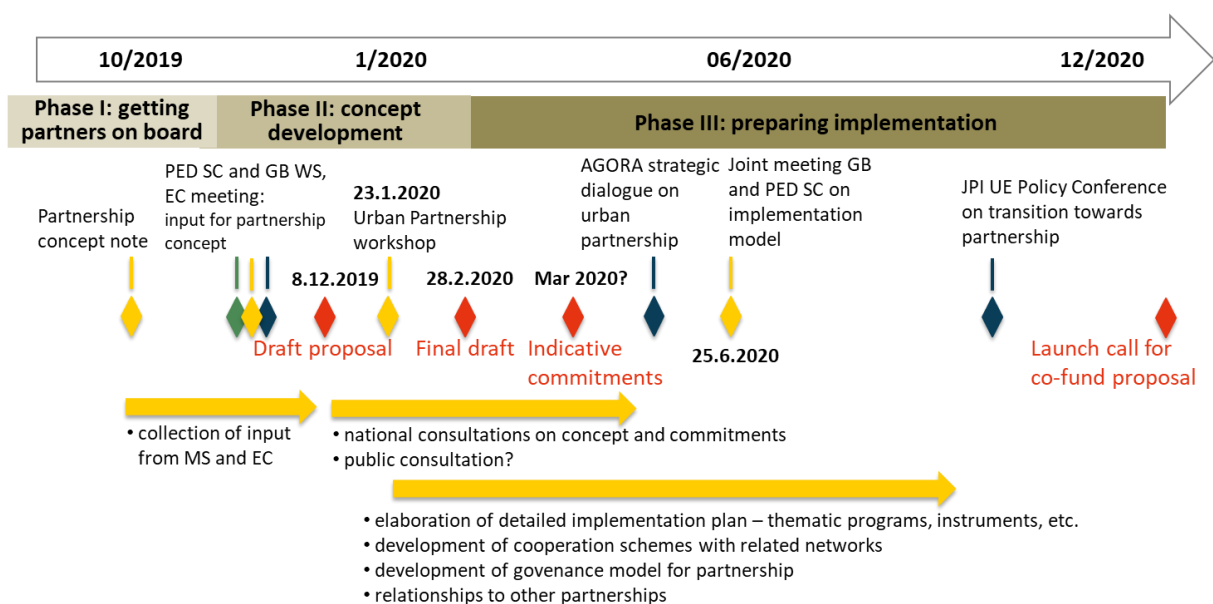 10/2019
1/2020
06/2020
12/2020
Phase I: getting
partners on board
Phase II: concept
development
Phase III: preparing implementation
Partnership
concept note
PED SC and GB WS,
EC meeting:
input for partnership
concept
23.1.2020
Urban Partnership
workshop
AGORA strategic
dialogue on
urban
partnership
Joint meeting GB
and PED SC on
implementation
model
JPI UE Policy Conference
on transition towards
partnership
8.12.2019
28.2.2020
Mar 2020?
Draft proposal
Final draft
Indicative
commitments
25.6.2020
Launch call for
co-fund proposal
• collection of input
from MS and EC
• national consultations on concept and commitments
• public consultation?
• elaboration of detailed implementation plan – thematic programs, instruments, etc.
• development of cooperation schemes with related networks
• development of govenance model for partnership
• relationships to other partnerships